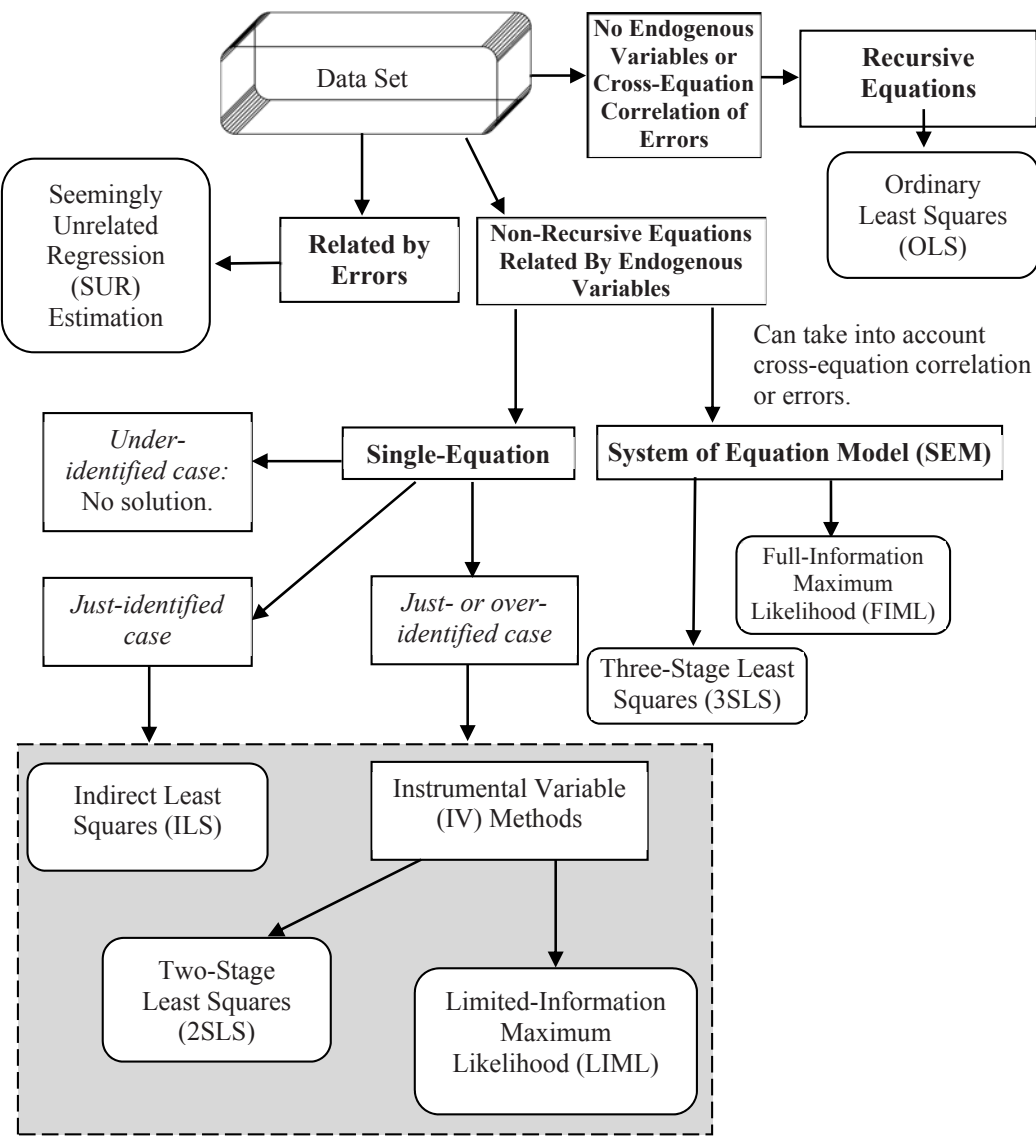 Data Set
No Endogenous
Variables or
Cross-Equation
Correlation of
Errors
Recursive
Equations
Ordinary
Least Squares
(OLS)
Seemingly
Unrelated
Regression
(SUR)
Estimation
Related by
Errors
Non-Recursive Equations
Related By Endogenous
Variables
Can take into account
cross-equation correlation
or errors.
Under-
identified case:
No solution.
Single-Equation
System of Equation Model (SEM)
Full-Information
Maximum
Likelihood (FIML)
Just-identified
case
Just- or over-
identified case
Three-Stage Least
Squares (3SLS)
Indirect Least
Squares (ILS)
Instrumental Variable
(IV) Methods
Two-Stage
Least Squares
(2SLS)
Limited-Information
Maximum
Likelihood (LIML)